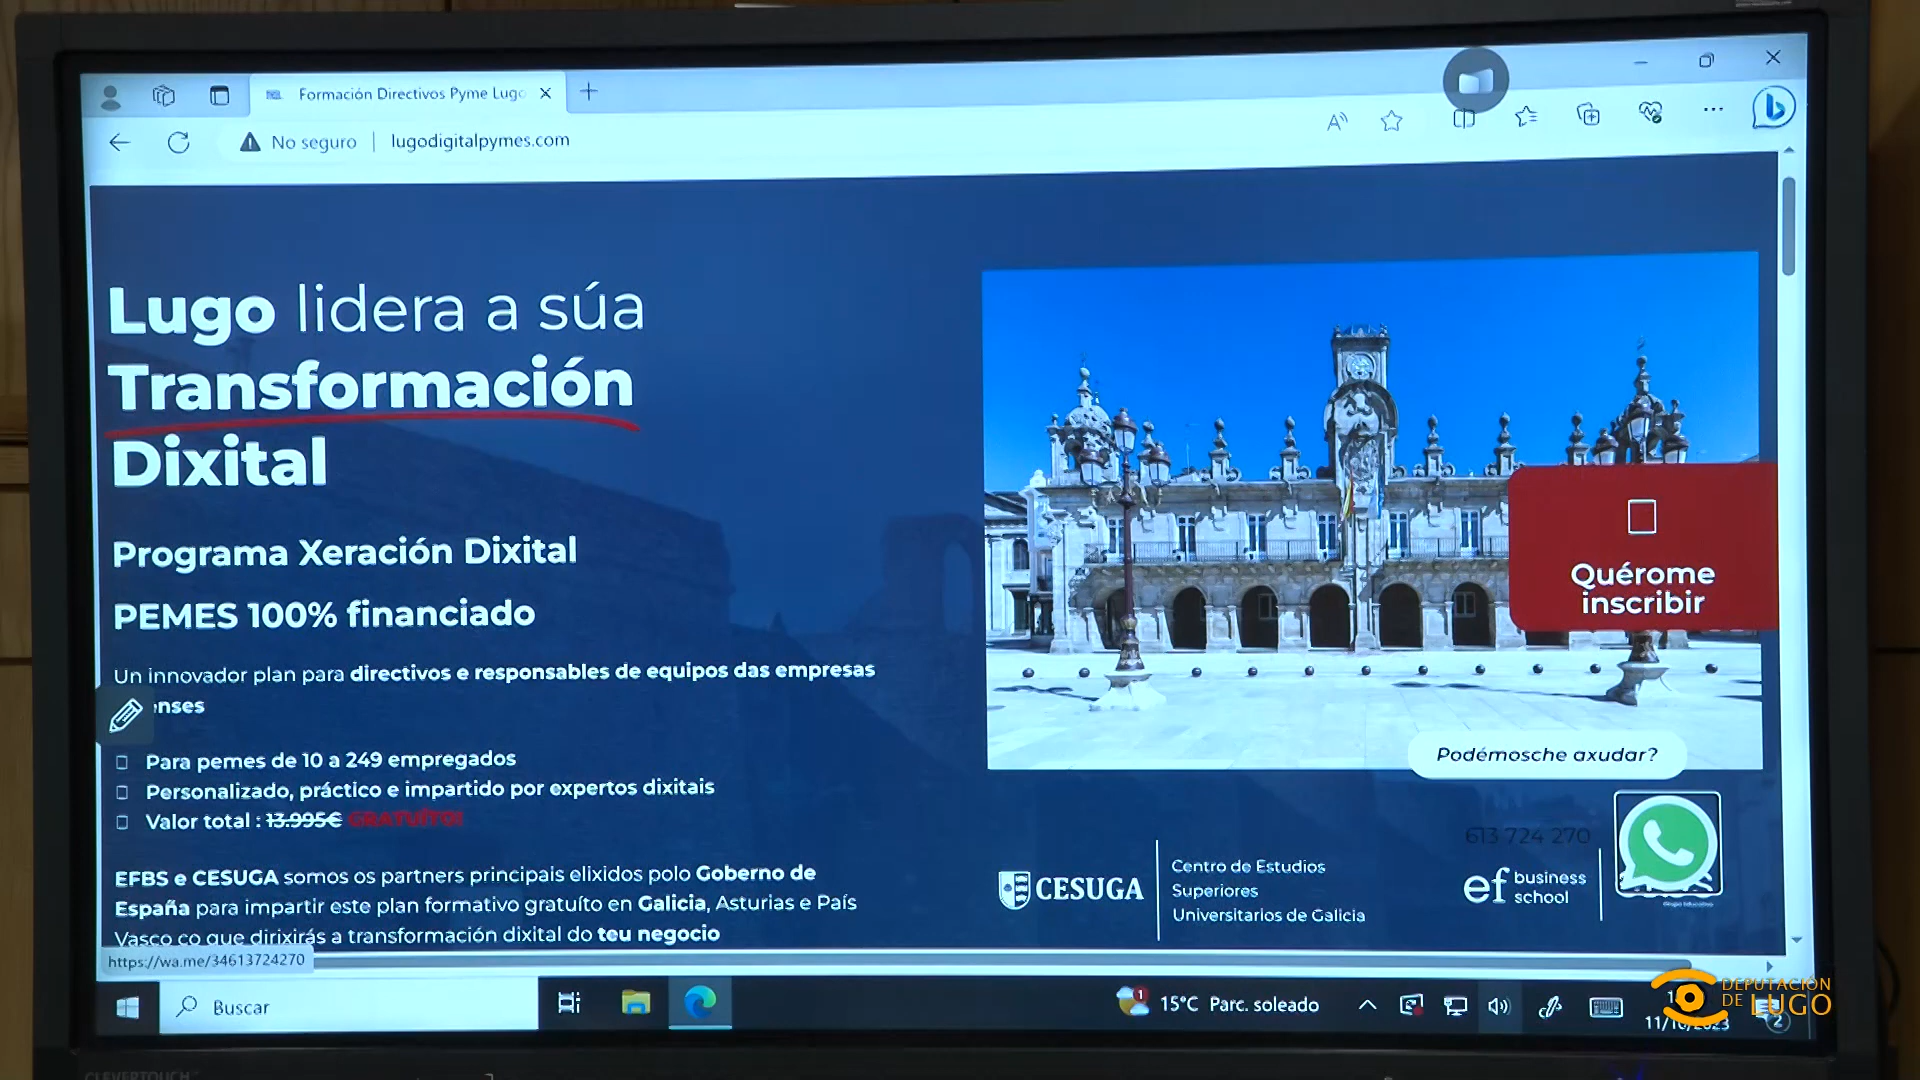 Formación Directivos Pyme Lugo
No seguro
lugodigitalpymes.com
Lugo lidera a súa
Transformación
Dixital
Programa Xeración Dixital
PEMES 100% financiado
Un innovador plan para directivos e responsables de equipos das empresas
enses
Para pemes de 10 a 249 empregados
Personalizado, práctico e impartido por expertos dixitais
Valor total : 13.995€ GRATUÍTO!
EFBS e CESUGA somos os partners principais elixidos polo Goberno de
España para impartir este plan formativo gratuíto en Galicia, Asturias e País
Vasco co que dirixirás a transformación dixital do teu negocio
https://wa.me/34613724270
Quérome
inscribir
Podémosche axudar?
613 724 270
CESUGA
Centro de Estudios
Superiores
Universitarios de Galicia
ef business
school
Buscar
1
15°C Parc. soleado
2
DEPUTACIÓN
DE LUGO
CLEVERTOUCH